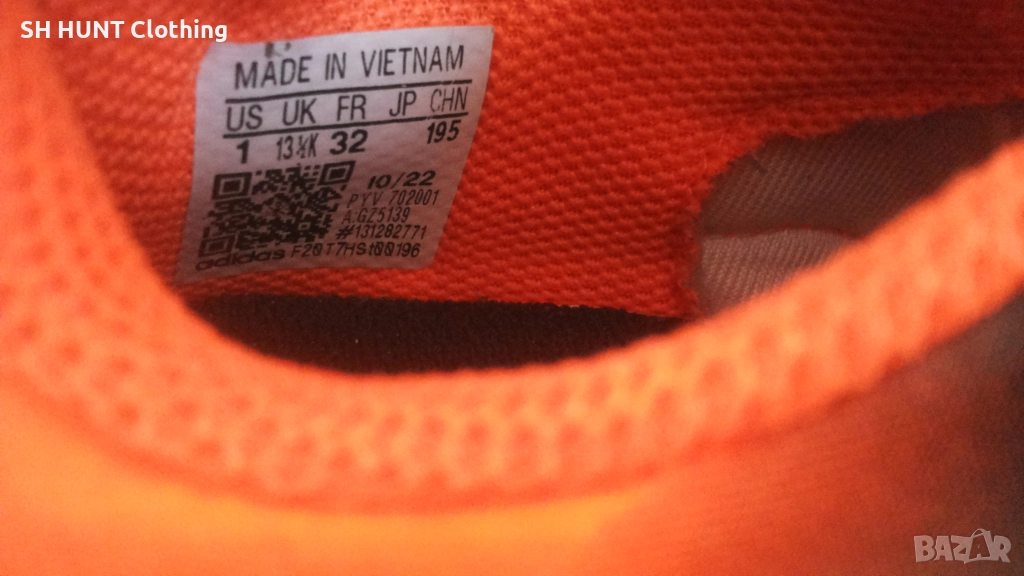 SH HUNT Clothing
MADE IN VIETNAM
US UK FR JP CHN
1 13½K 32 195
10/22
PYV 702001
A.GZ5139
#131282771
adidas F20T7HSt00196
BAZAR